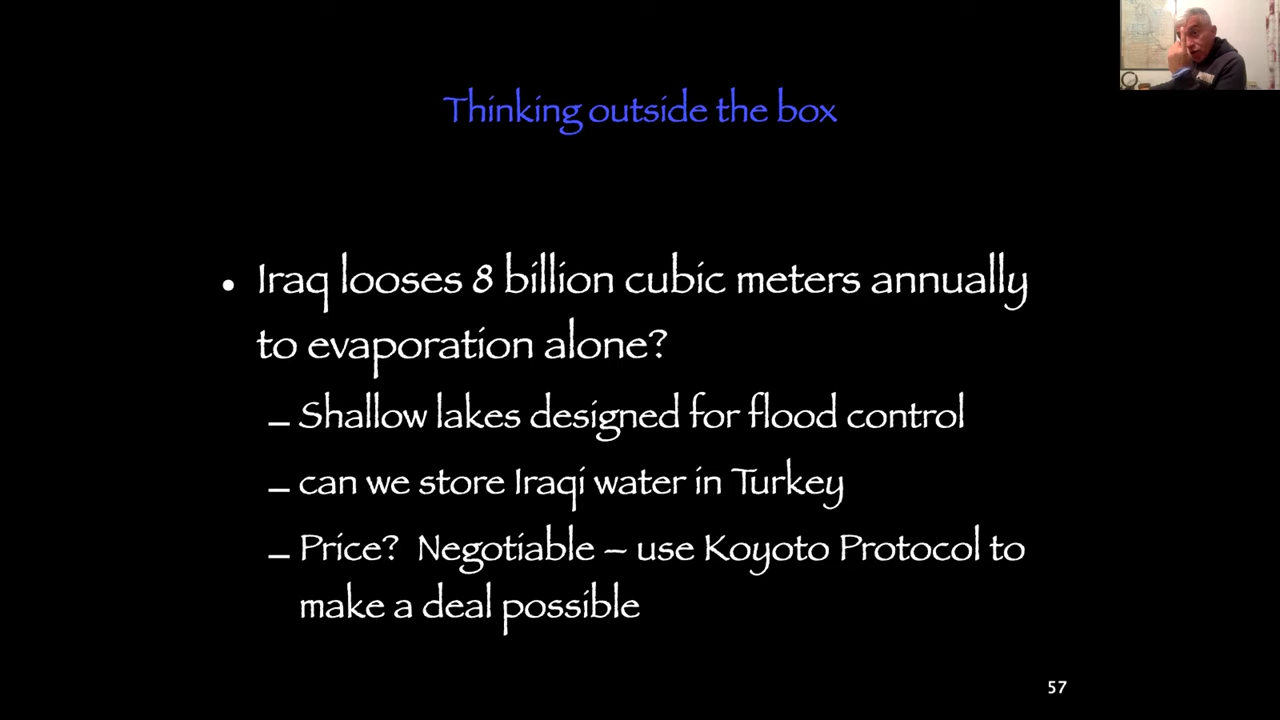 Thinking outside the box
• Iraq looses 8 billion cubic meters annually
to evaporation alone?
– Shallow lakes designed for flood control
– can we store Iraqi water in Turkey
– Price? Negotiable – use Koyoto Protocol to
make a deal possible
57